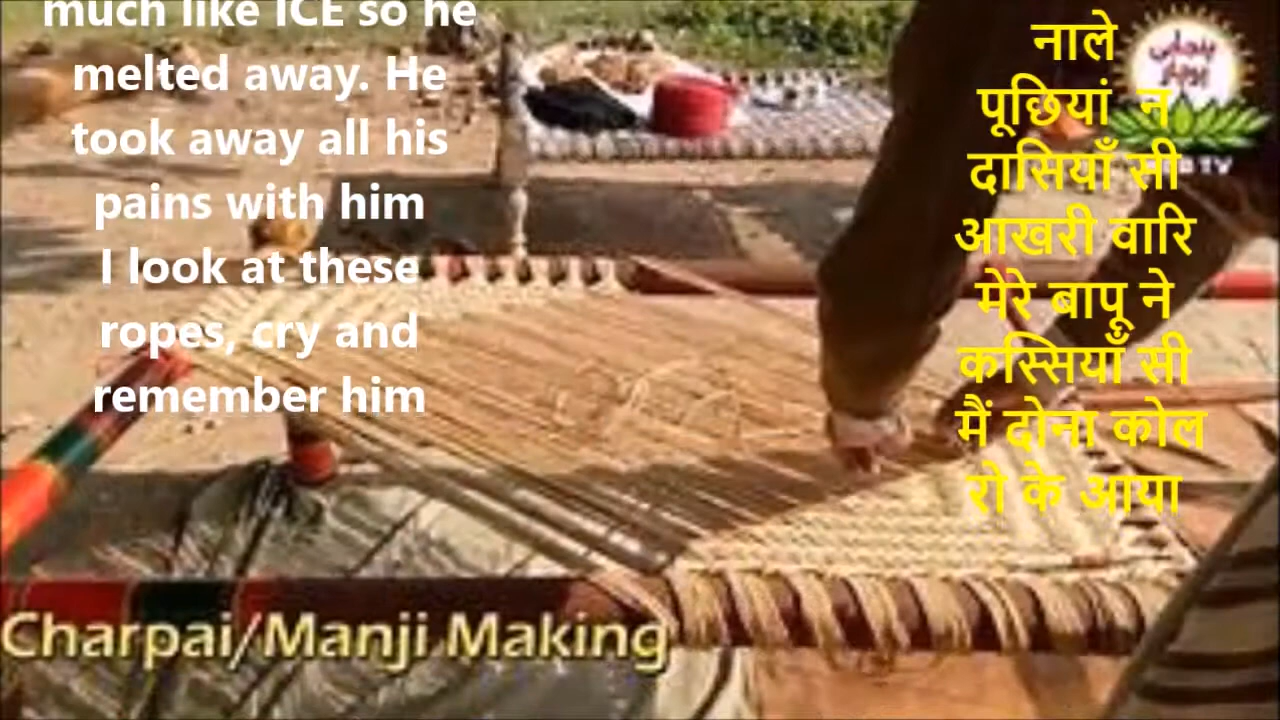 much like ICE so he
melted away. He
took away all his
pains with him
I look at these
ropes, cry and
remember him
नाले
पूछियां न
दासियाँ सी
आखरी वारि
मेरे बापू ने
कस्सियाँ सी
मैं दोना कोल
रो के आया
TV
Charpai/Manji Making